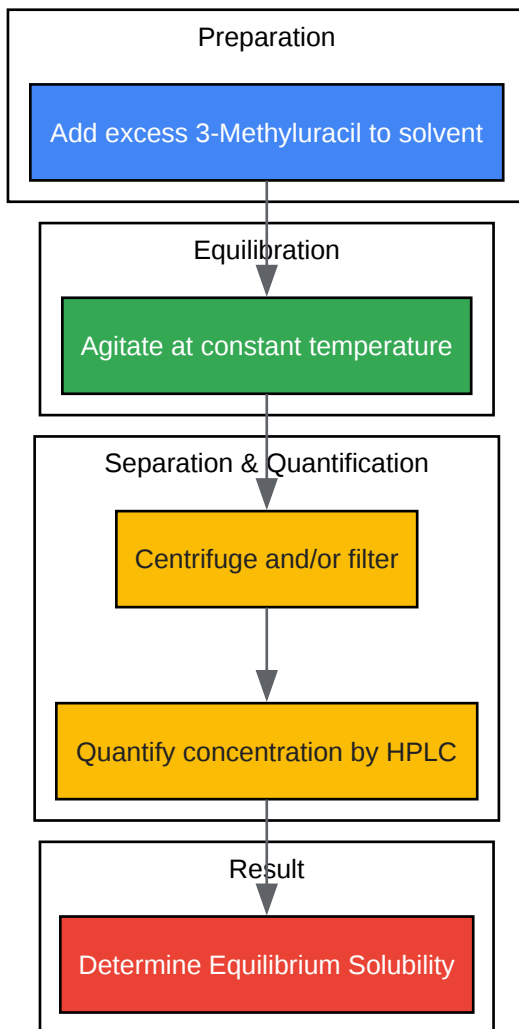 Preparation
Add excess 3-Methyluracil to solvent
Equilibration
Agitate at constant temperature
Separation & Quantification
Centrifuge and/or filter
Quantify concentration by HPLC
Result
Determine Equilibrium Solubility